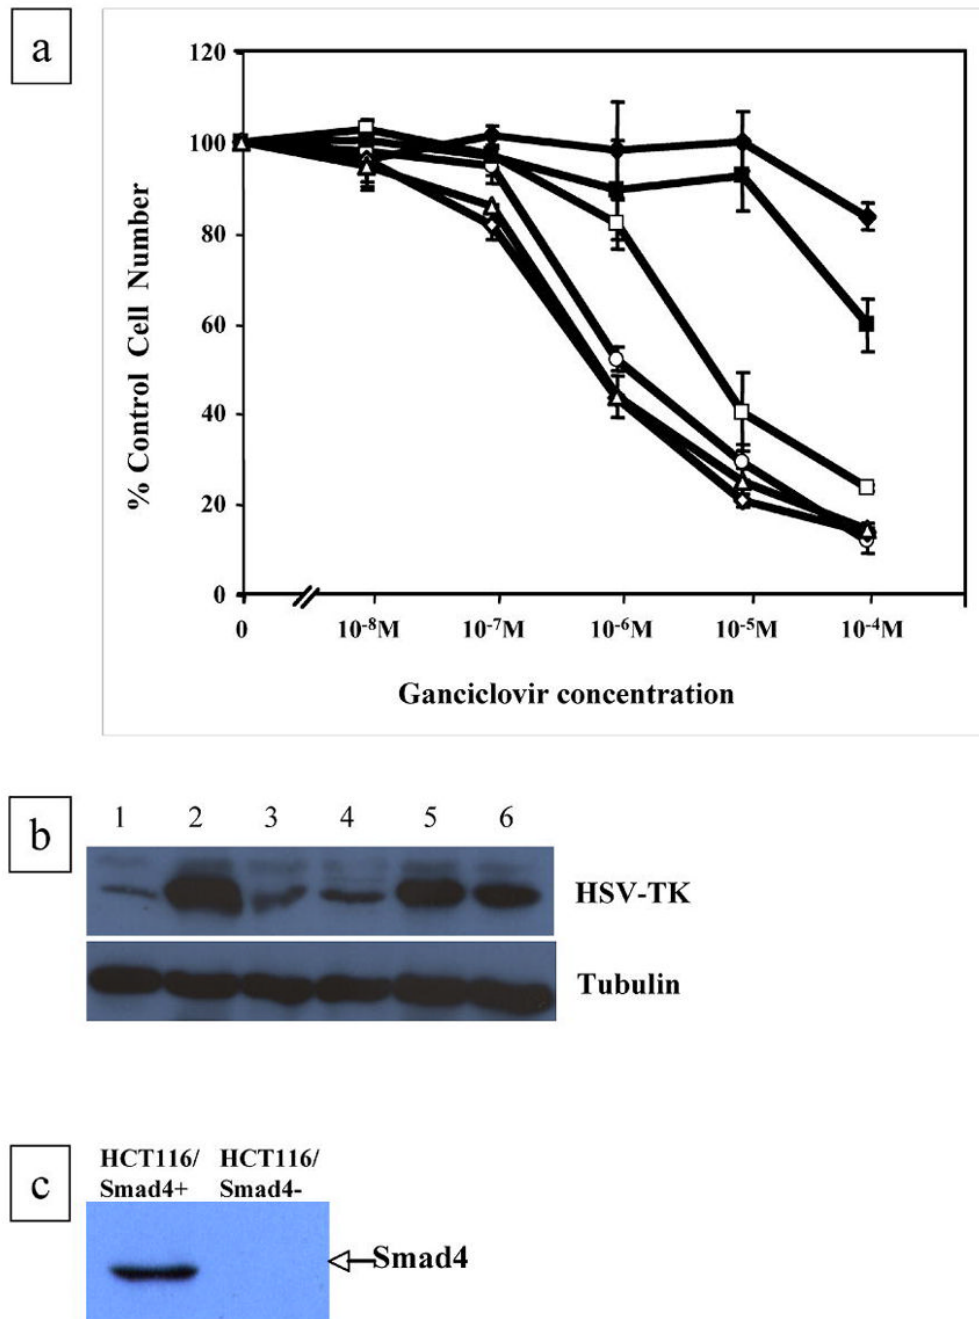 a
120
100
80
60
40
20
0
% Control Cell Number
0 10-8M 10-7M 10-6M 10-5M 10-4M
Ganciclovir concentration
b
1 2 3 4 5 6
HSV-TK
Tubulin
c
HCT116/ HCT116/
Smad4+ Smad4-
Smad4